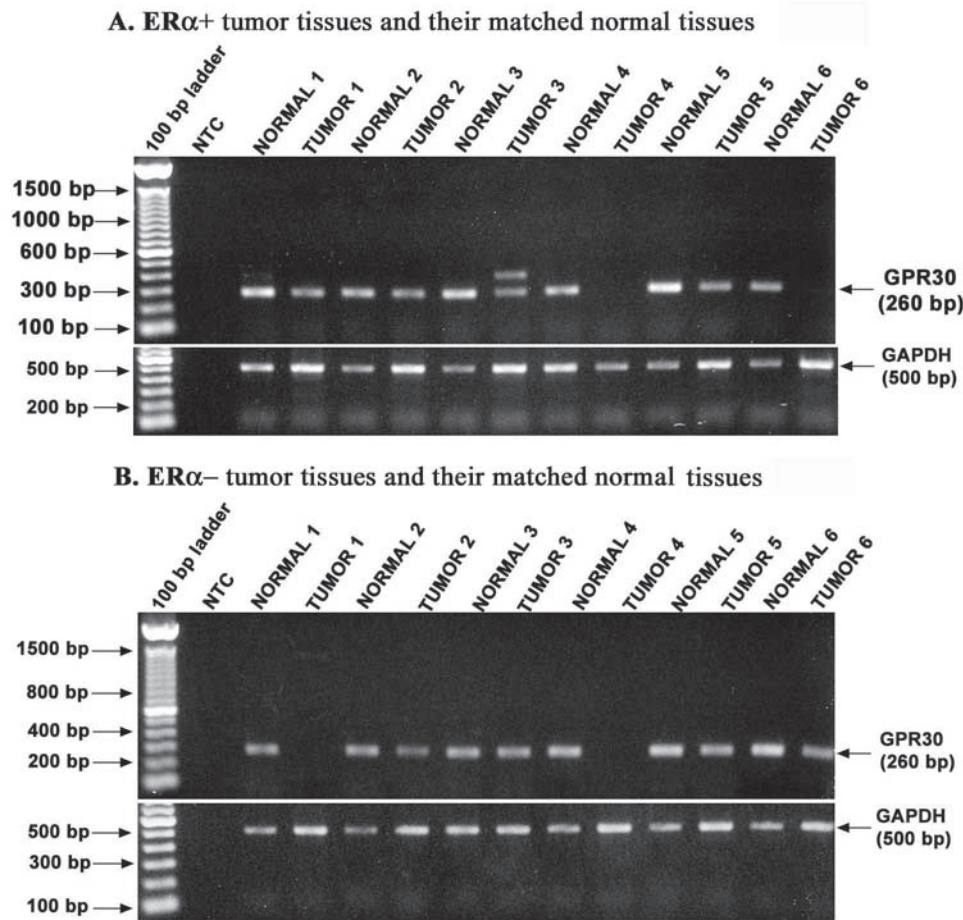 A. ERα+ tumor tissues and their matched normal tissues
100 bp ladder
NTC
NORMAL 1
TUMOR 1
NORMAL 2
TUMOR 2
NORMAL 3
TUMOR 3
NORMAL 4
TUMOR 4
NORMAL 5
TUMOR 5
NORMAL 6
TUMOR 6
1500 bp
1000 bp
600 bp
300 bp
100 bp
GPR30
(260 bp)
500 bp
200 bp
GAPDH
(500 bp)
B. ERα– tumor tissues and their matched normal tissues
100 bp ladder
NTC
NORMAL 1
TUMOR 1
NORMAL 2
TUMOR 2
NORMAL 3
TUMOR 3
NORMAL 4
TUMOR 4
NORMAL 5
TUMOR 5
NORMAL 6
TUMOR 6
1500 bp
800 bp
400 bp
200 bp
GPR30
(260 bp)
500 bp
300 bp
100 bp
GAPDH
(500 bp)